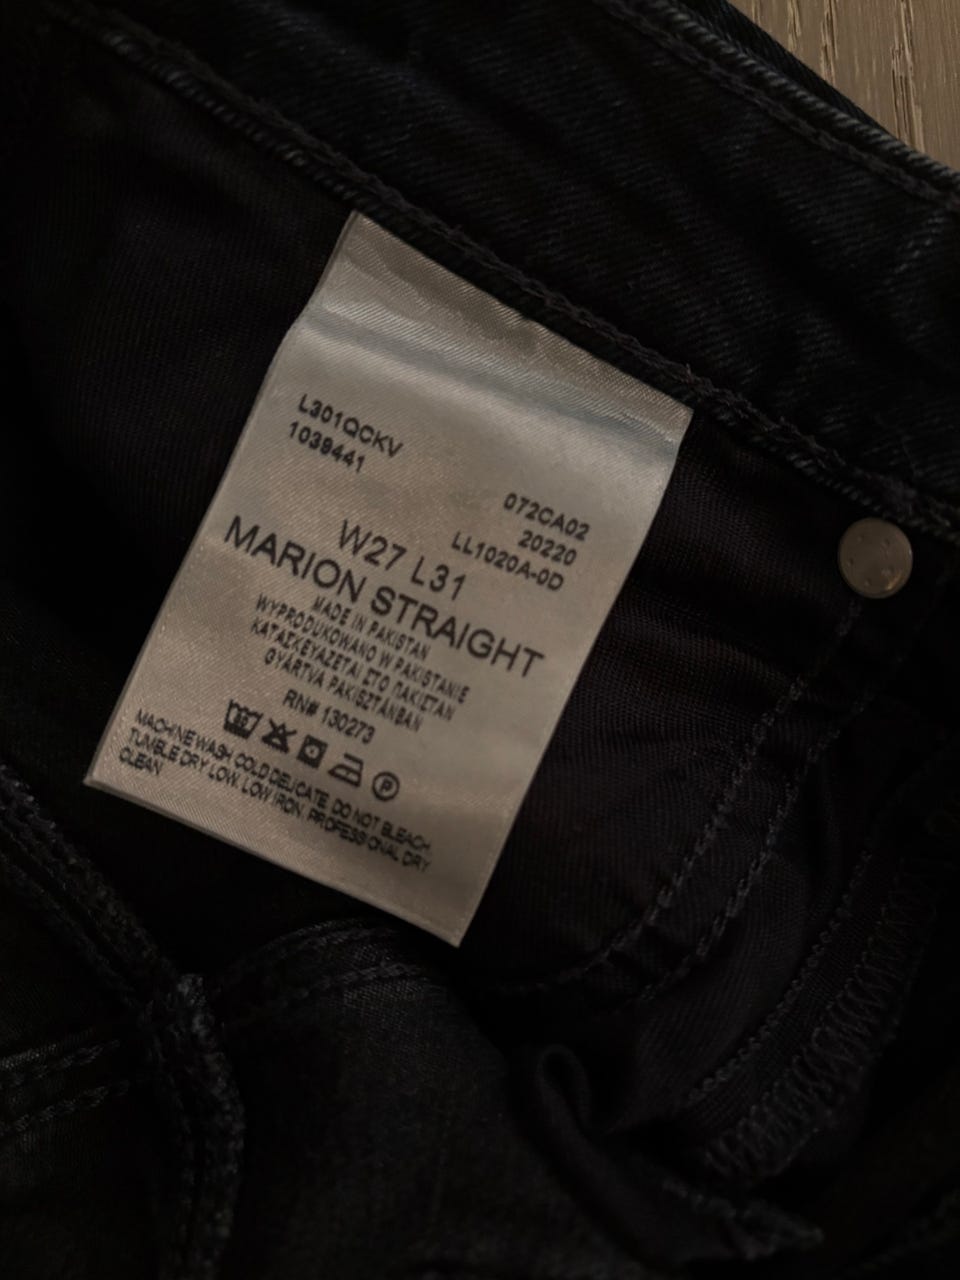 L301QCKV
1039441
072CA02
20220
LL1020A-0D
W27 L31
MARION STRAIGHT
MADE IN PAKISTAN
WYPRODUKOWANO W PAKISTANIE
ΚΑΤΑΣΚΕΥΑΖΕΤΑΙ ΣΤΟ ΠΑΚΙΣΤΑΝ
GYÁRTVA PAKISZTÁNBAN
RN# 130273
P
MACHINE WASH COLD DELICATE. DO NOT BLEACH.
TUMBLE DRY LOW. LOW IRON. PROFESSIONAL DRY
CLEAN